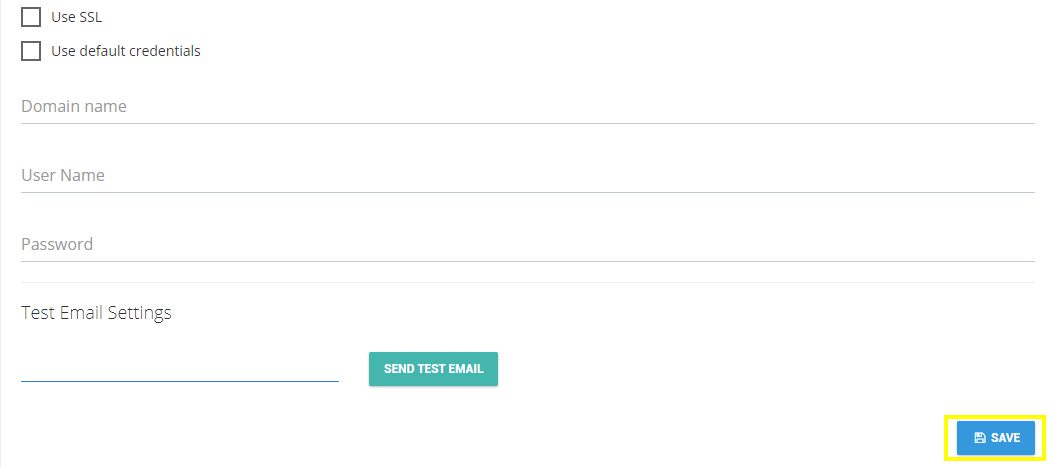 Use SSL
Use default credentials
Domain name
User Name
Password
Test Email Settings
SEND TEST EMAIL
SAVE